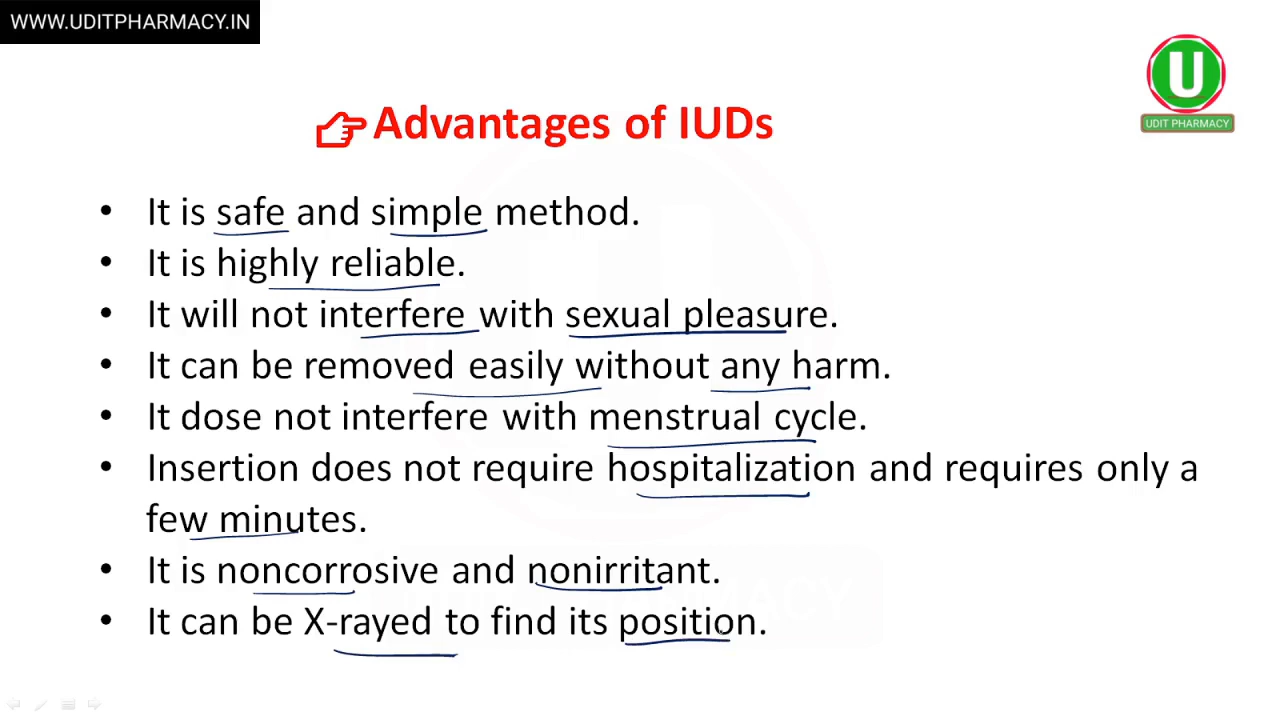 WWW.UDITPHARMACY.IN
U
UDIT PHARMACY
Advantages of IUDs
• It is safe and simple method.
• It is highly reliable.
• It will not interfere with sexual pleasure.
• It can be removed easily without any harm.
• It dose not interfere with menstrual cycle.
• Insertion does not require hospitalization and requires only a
few minutes.
• It is noncorrosive and nonirritant.
• It can be X-rayed to find its position.